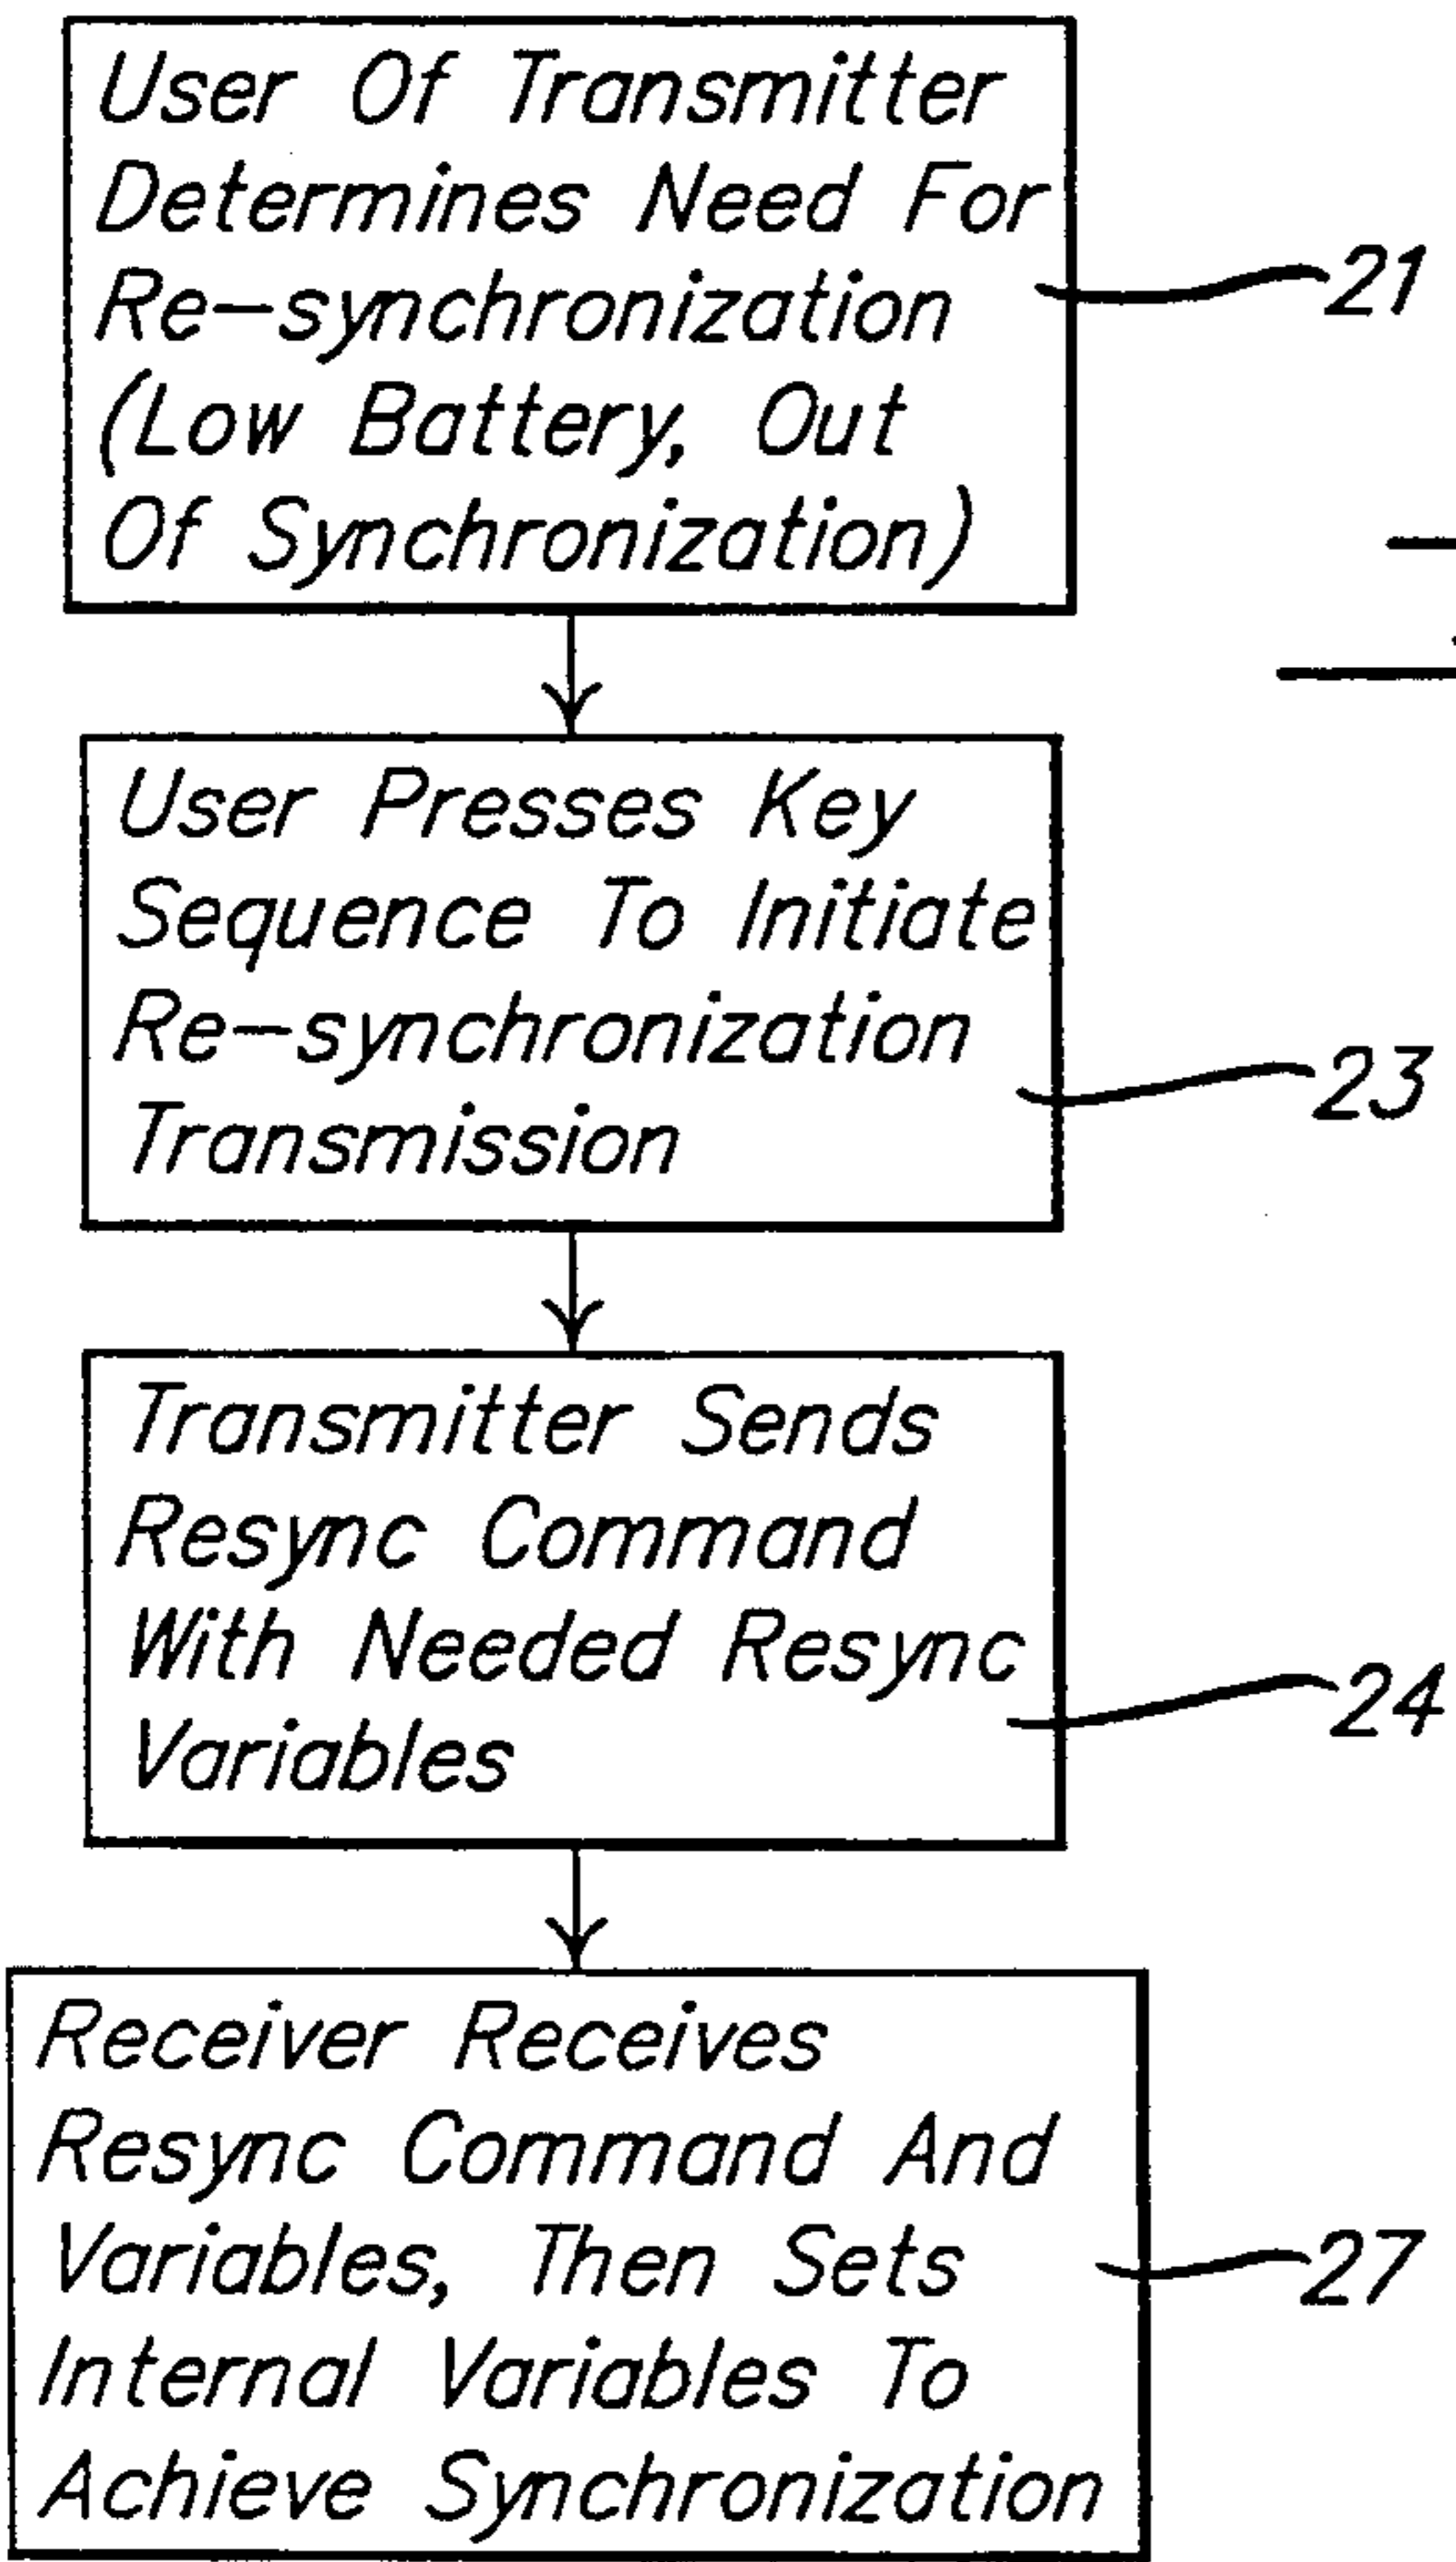 User Of Transmitter
Determines Need For
Re-synchronization
(Low Battery, Out
Of Synchronization)
21
User Presses Key
Sequence To Initiate
Re-synchronization
Transmission
23
Transmitter Sends
Resync Command
With Needed Resync
Variables
24
Receiver Receives
Resync Command And
Variables, Then Sets
Internal Variables To
Achieve Synchronization
27